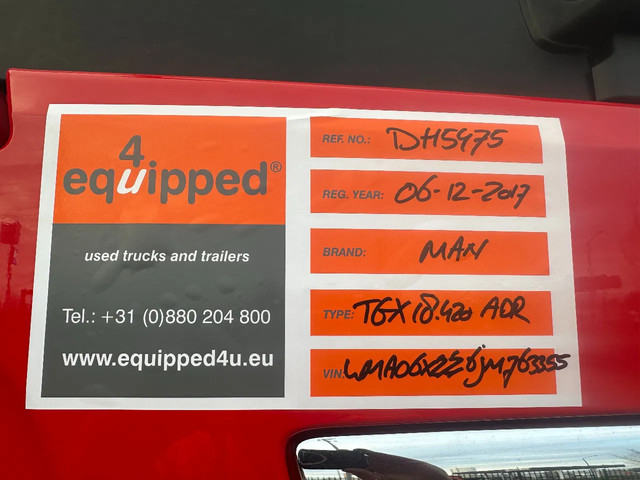 4
equipped®
used trucks and trailers
Tel.: +31 (0)880 204 800
www.equipped4u.eu
REF. NO.: DH5475
REG. YEAR: 06-12-2017
BRAND: MAN
TYPE: TGX 18.420 ADR
VIN: